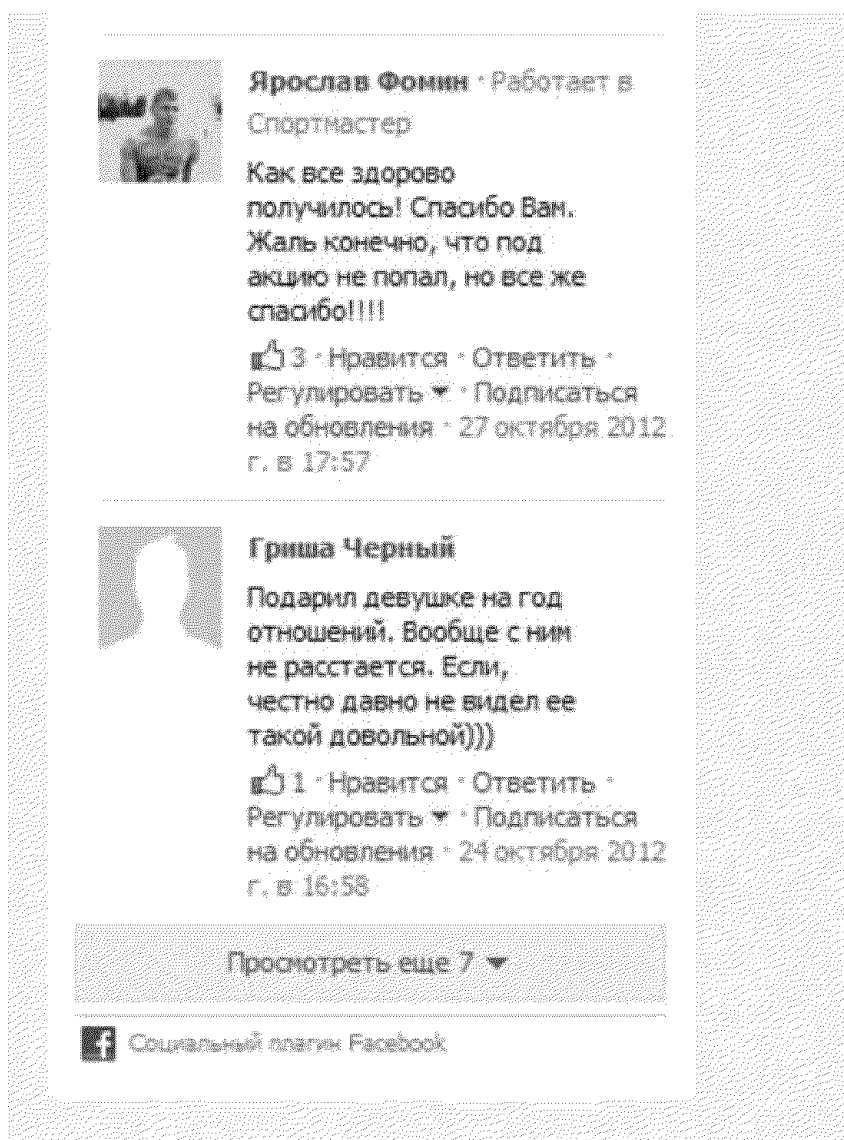 Ярослав Фомин · Работает в
Спортмастер
Как все здорово
получилось! Спасибо Вам.
Жаль конечно, что под
акцию не попал, но все же
спасибо!!!!
3 · Нравится · Ответить ·
Регулировать · Подписаться
на обновления · 27 октября 2012
г. в 17:57
Гриша Черный
Подарил девушке на год
отношений. Вообще с ним
не расстается. Если,
честно давно не видел ее
такой довольной)))
1 · Нравится · Ответить ·
Регулировать · Подписаться
на обновления · 24 октября 2012
г. в 16:58
Просмотреть еще 7
f Социальный плагин Facebook